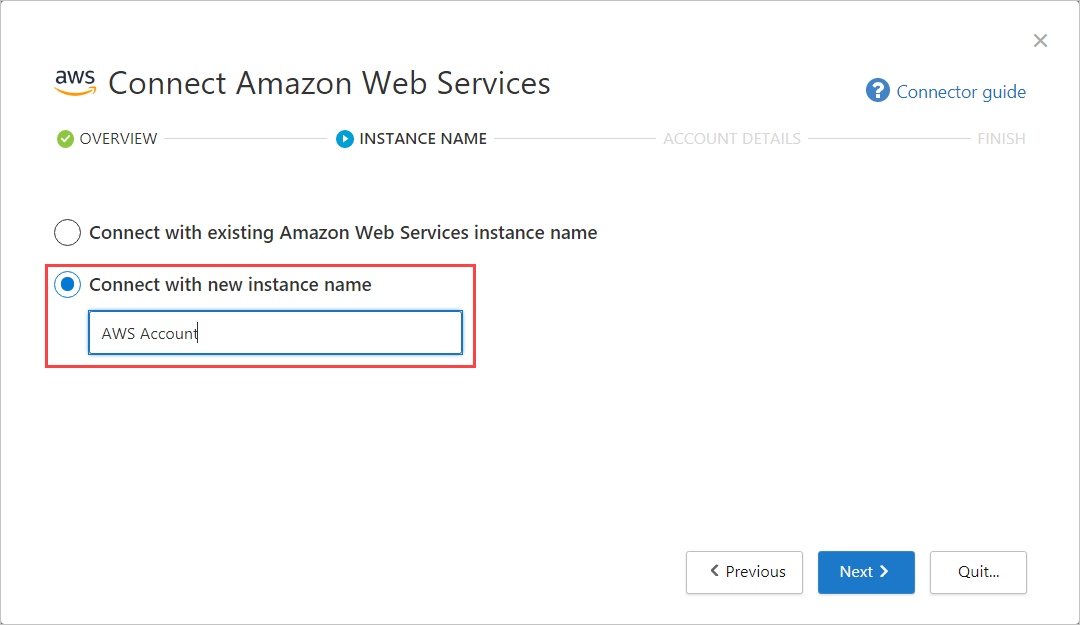 aws Connect Amazon Web Services
? Connector guide
OVERVIEW INSTANCE NAME ACCOUNT DETAILS FINISH
Connect with existing Amazon Web Services instance name
Connect with new instance name
AWS Account
Previous Next Quit...